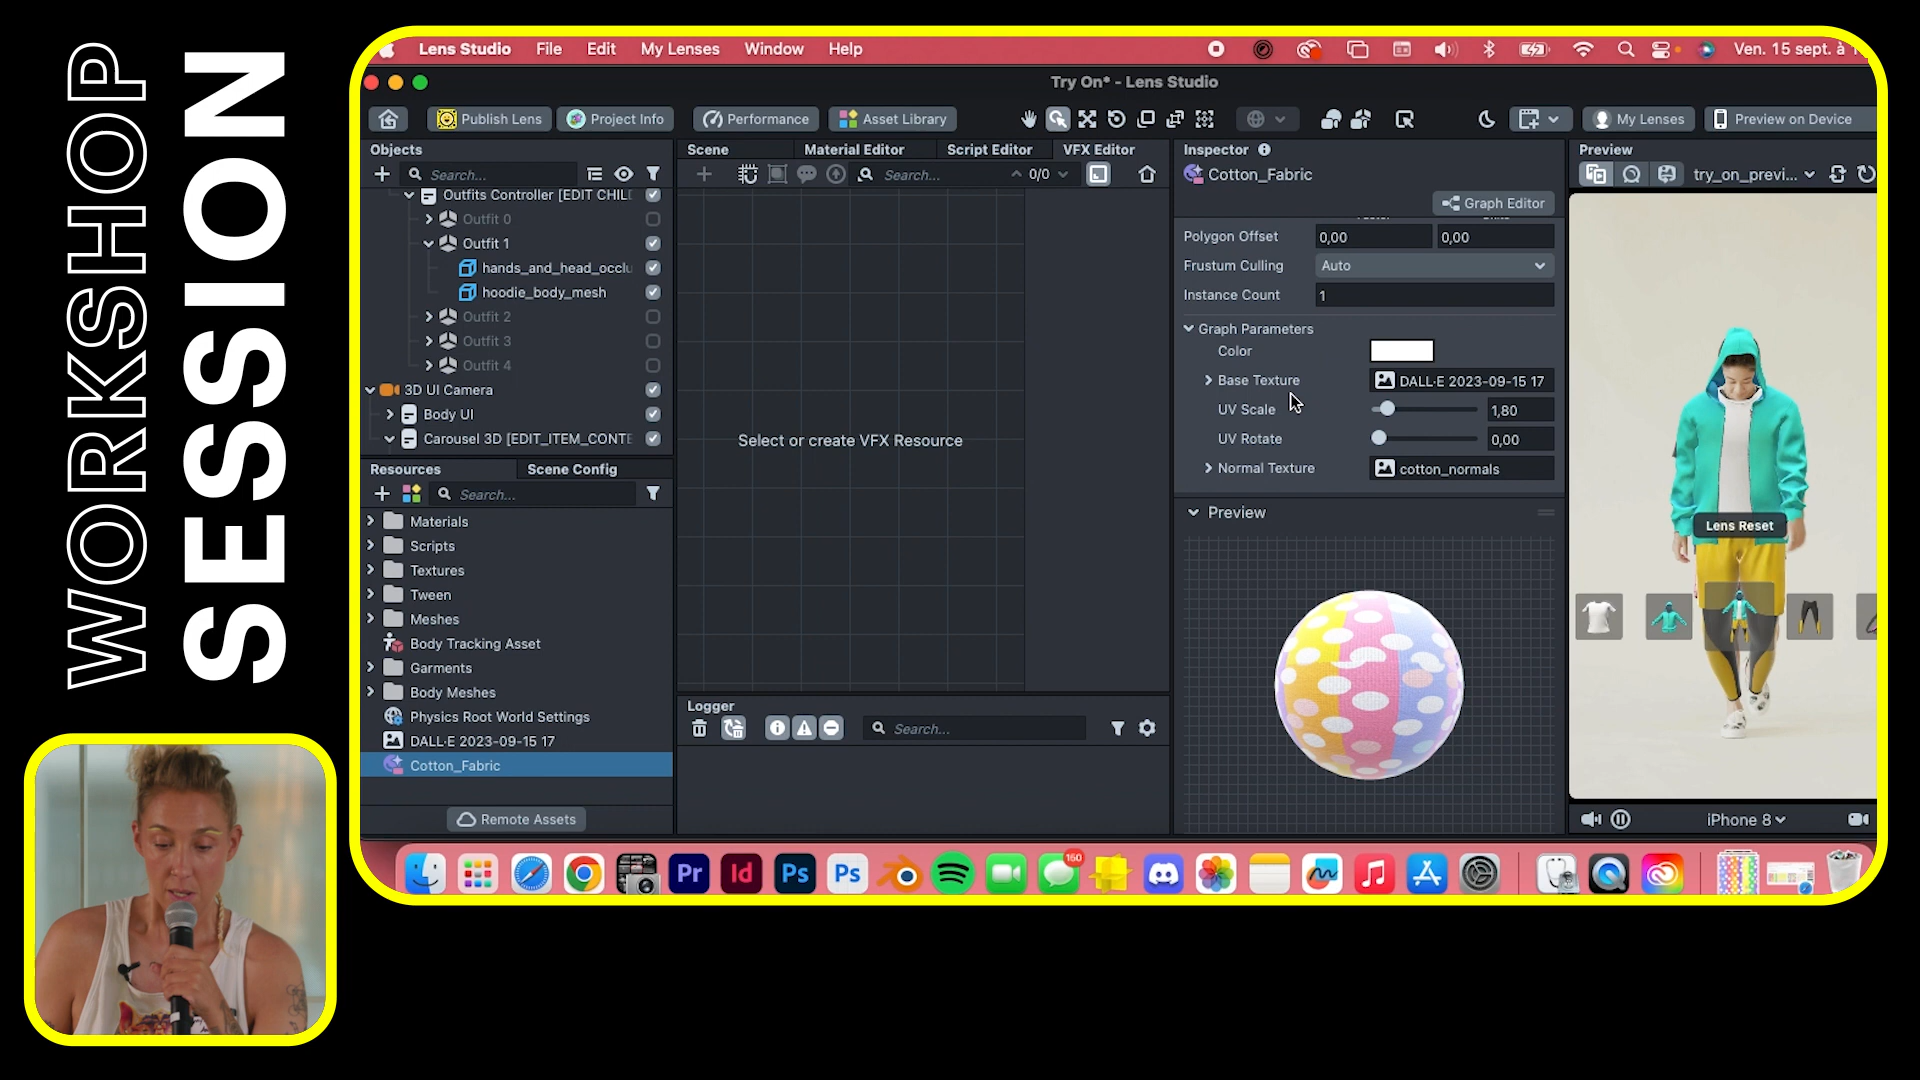 WORKSHOP
SESSION
Lens Studio File Edit My Lenses Window Help
Ven. 15 sept. à
Try On* - Lens Studio
Publish Lens Project Info Performance Asset Library My Lenses Preview on Device
Objects
Search...
Outfits Controller [EDIT CHIL
Outfit 0
Outfit 1
hands_and_head_occlu
hoodie_body_mesh
Outfit 2
Outfit 3
Outfit 4
3D UI Camera
Body UI
Carousel 3D [EDIT_ITEM_CONTE
Resources Scene Config
Search...
Materials
Scripts
Textures
Tween
Meshes
Body Tracking Asset
Garments
Body Meshes
Physics Root World Settings
DALL·E 2023-09-15 17
Cotton_Fabric
Remote Assets
Scene Material Editor Script Editor VFX Editor
Search... 0/0
Select or create VFX Resource
Logger
Search...
Inspector
Cotton_Fabric
Graph Editor
Polygon Offset 0,00 0,00
Frustum Culling Auto
Instance Count 1
Graph Parameters
Color
Base Texture DALL·E 2023-09-15 17
UV Scale 1,80
UV Rotate 0,00
Normal Texture cotton_normals
Preview
Preview
try_on_previ...
Lens Reset
iPhone 8
Pr Id Ps Ps 150